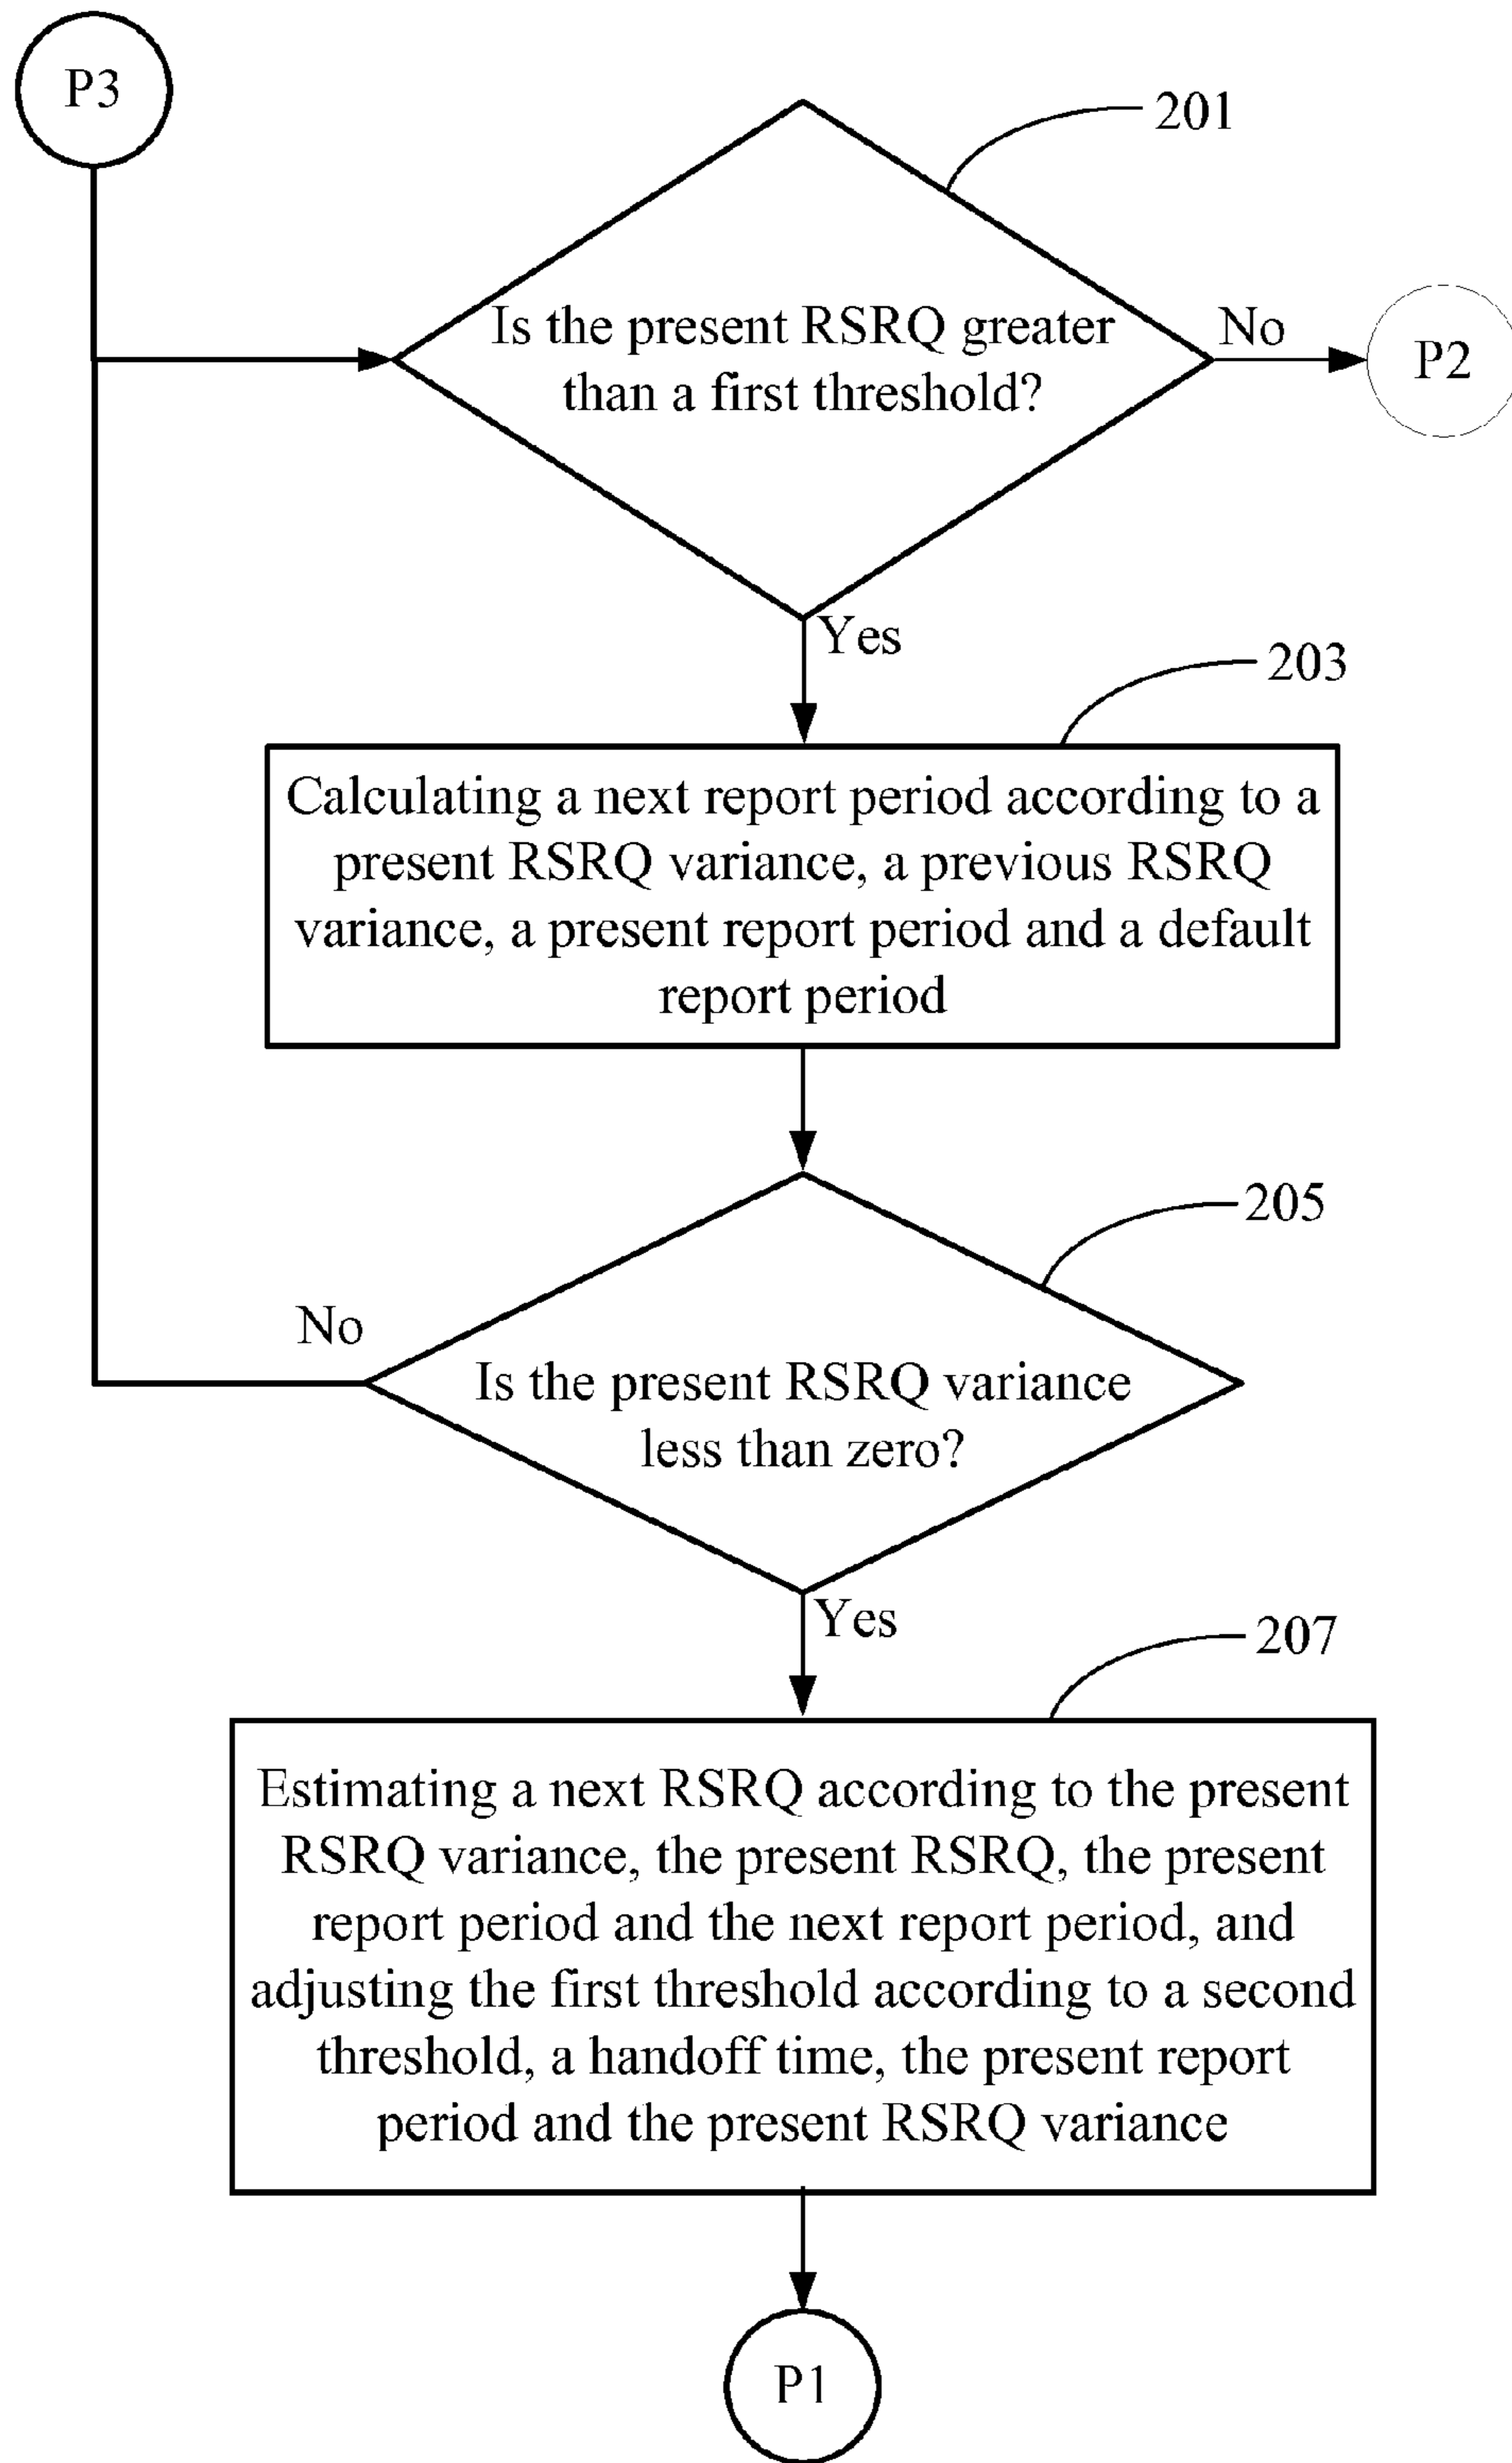 P3
201
Is the present RSRQ greater
than a first threshold?
No
P2
Yes
203
Calculating a next report period according to a
present RSRQ variance, a previous RSRQ
variance, a present report period and a default
report period
205
No
Is the present RSRQ variance
less than zero?
Yes
207
Estimating a next RSRQ according to the present
RSRQ variance, the present RSRQ, the present
report period and the next report period, and
adjusting the first threshold according to a second
threshold, a handoff time, the present report
period and the present RSRQ variance
P1